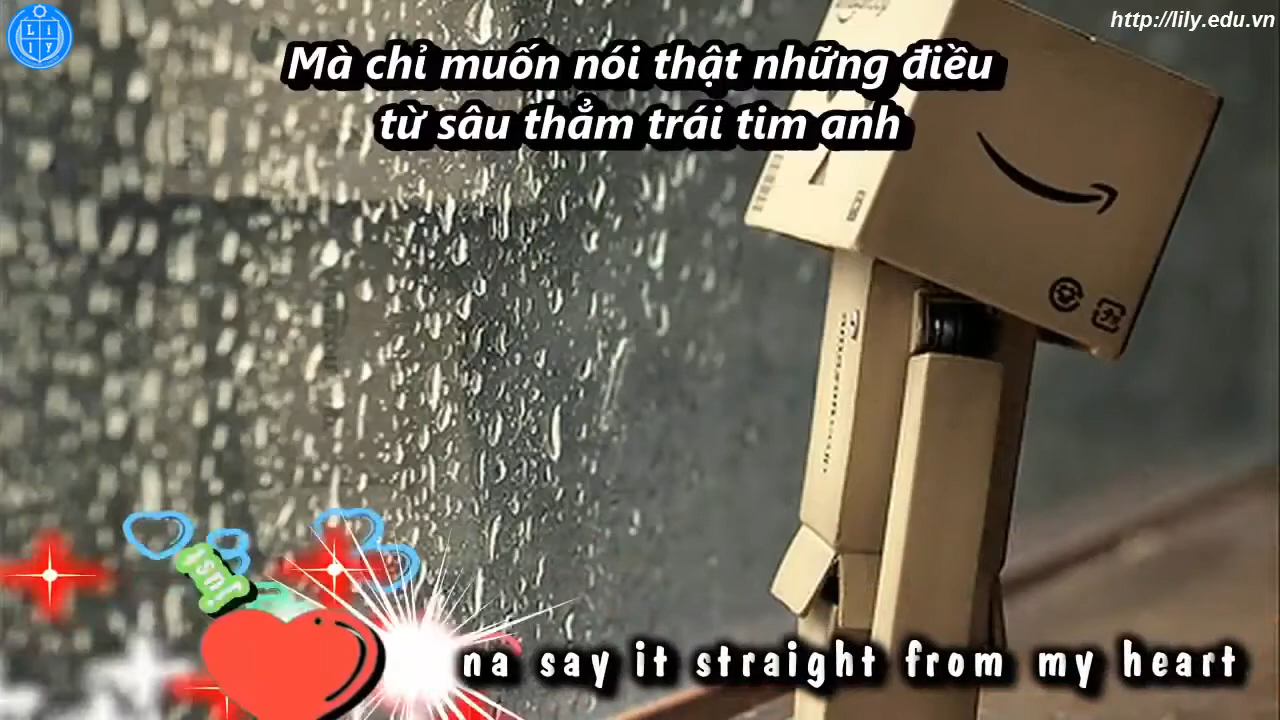 http://lily.edu.vn
L I
I Y
Mà chỉ muốn nói thật những điều
từ sâu thẳm trái tim anh
just
na say it straight from my heart